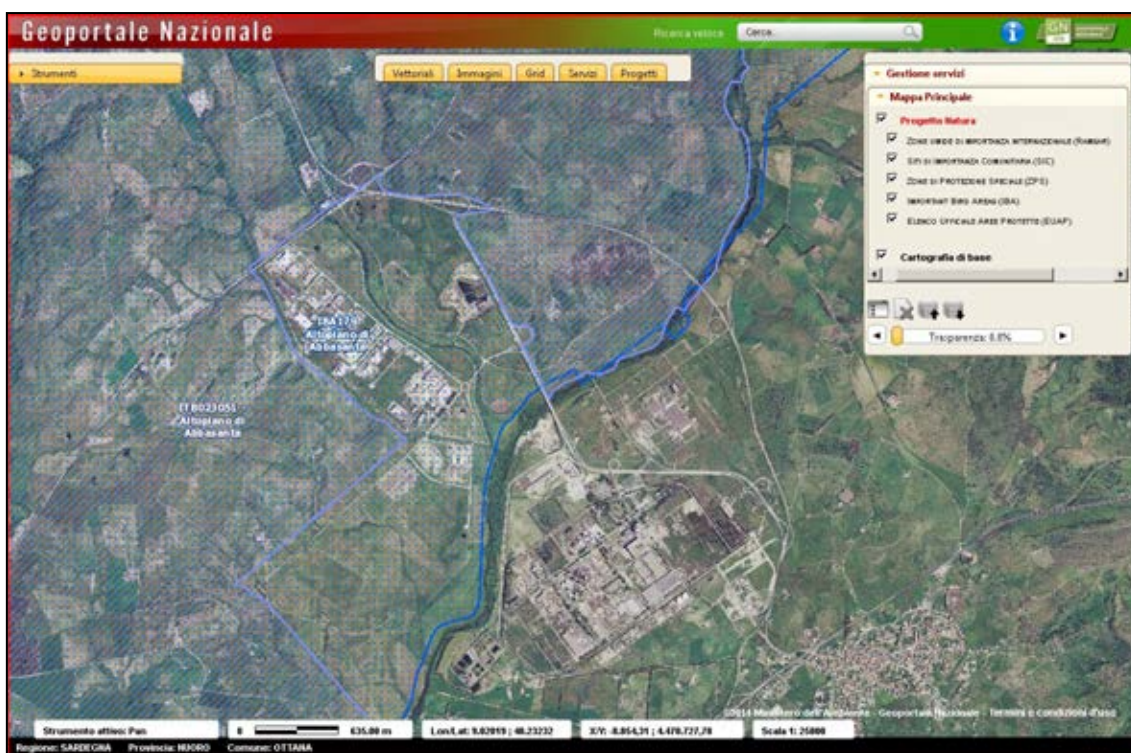 Geoportale Nazionale
Ricerca veloce
Cerca..
i
GN
Strumenti
Vettoriali
Immagini
Grid
Servizi
Progetti
Gestione servizi
Mappa Principale
Progetto Natura
ZONE UMIDE DI IMPORTANZA INTERNAZIONALE (RAMSAR)
SITI DI IMPORTANZA COMUNITARIA (SIC)
ZONE DI PROTEZIONE SPECIALE (ZPS)
IMPORTANT BIRD AREAS (IBA)
ELENCO UFFICIALE AREE PROTETTE (EUAP)
Cartografia di base
Trasparenza: 0.0%
IBA179
Altopiano di
Abbasanta
ITB023051
Altopiano di
Abbasanta
©2014 Ministero dell'Ambiente - Geoportale Nazionale - Termini e condizioni d'uso
Strumento attivo: Pan
0 635.00 m
Lon/Lat: 9.02019 ; 40.23232
X/Y: -8.054,31 ; 4.470.727,78
Scala 1: 25000
Regione: SARDEGNA Provincia: NUORO Comune: OTTANA